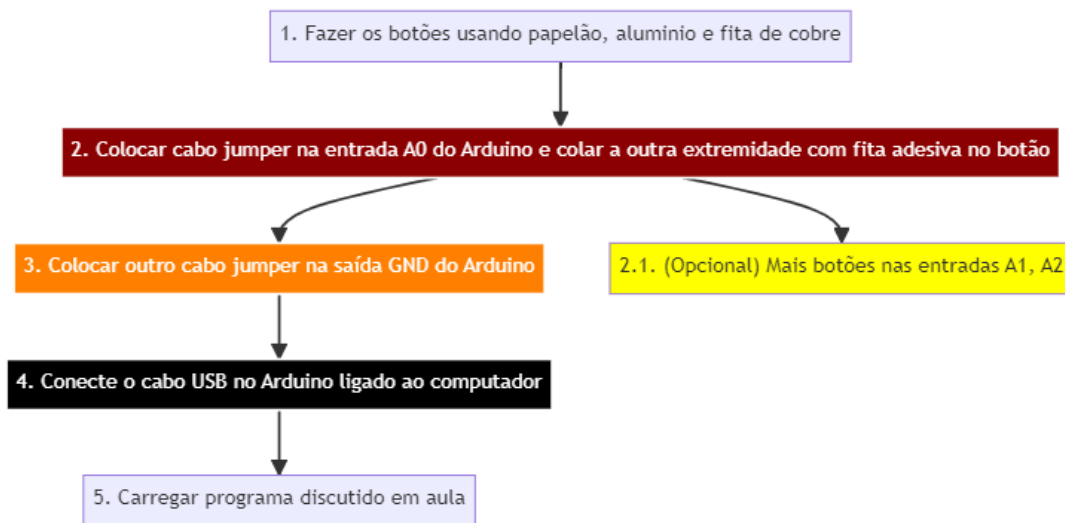 1. Fazer os botões usando papelão, aluminio e fita de cobre
2. Colocar cabo jumper na entrada A0 do Arduino e colar a outra extremidade com fita adesiva no botão
3. Colocar outro cabo jumper na saída GND do Arduino
2.1. (Opcional) Mais botões nas entradas A1, A2
4. Conecte o cabo USB no Arduino ligado ao computador
5. Carregar programa discutido em aula